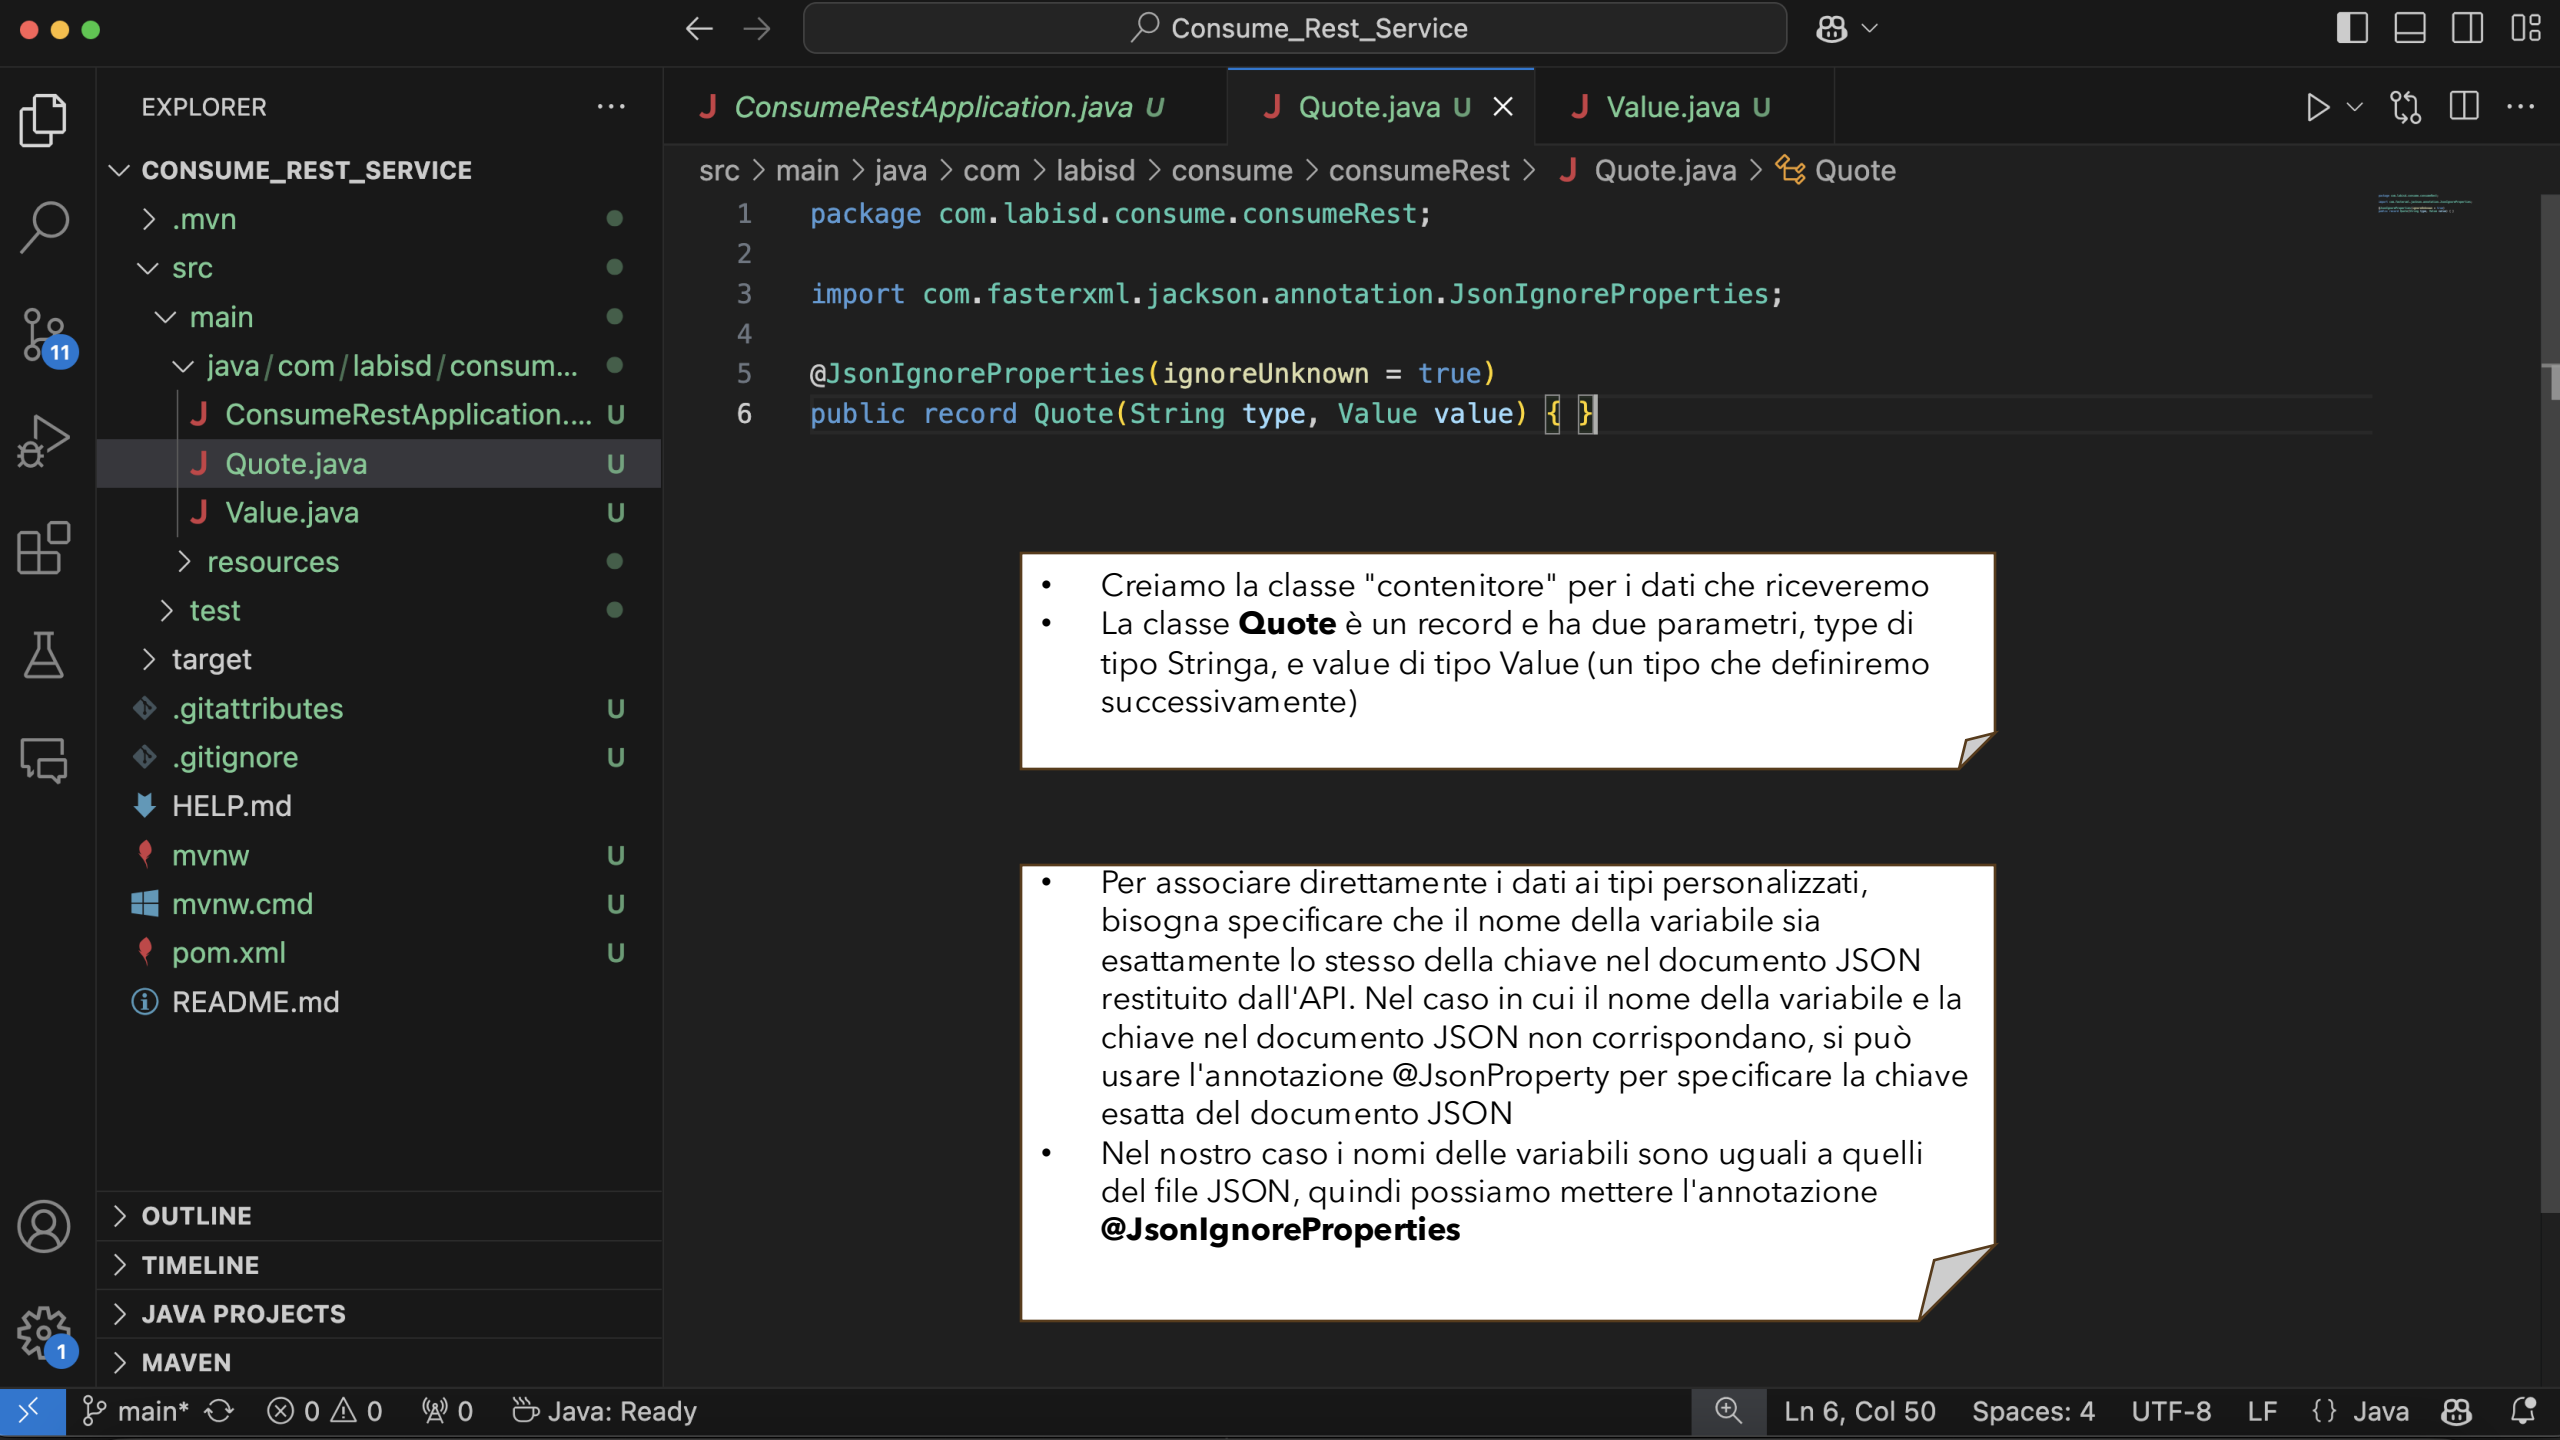 Consume_Rest_Service
EXPLORER
CONSUME_REST_SERVICE
.mvn
src
main
java/com/labisd/consum...
ConsumeRestApplication.... U
Quote.java U
Value.java U
resources
test
target
.gitattributes U
.gitignore U
HELP.md
mvnw U
mvnw.cmd U
pom.xml U
README.md
OUTLINE
TIMELINE
JAVA PROJECTS
MAVEN
11
1
ConsumeRestApplication.java U
Quote.java U
Value.java U
src > main > java > com > labisd > consume > consumeRest > Quote.java > Quote
1 package com.labisd.consume.consumeRest;
2
3 import com.fasterxml.jackson.annotation.JsonIgnoreProperties;
4
5 @JsonIgnoreProperties(ignoreUnknown = true)
6 public record Quote(String type, Value value) { }
• Creiamo la classe "contenitore" per i dati che riceveremo
• La classe Quote è un record e ha due parametri, type di
tipo Stringa, e value di tipo Value (un tipo che definiremo
successivamente)
• Per associare direttamente i dati ai tipi personalizzati,
bisogna specificare che il nome della variabile sia
esattamente lo stesso della chiave nel documento JSON
restituito dall'API. Nel caso in cui il nome della variabile e la
chiave nel documento JSON non corrispondano, si può
usare l'annotazione @JsonProperty per specificare la chiave
esatta del documento JSON
• Nel nostro caso i nomi delle variabili sono uguali a quelli
del file JSON, quindi possiamo mettere l'annotazione
@JsonIgnoreProperties
main* 0 0 0 Java: Ready
Ln 6, Col 50 Spaces: 4 UTF-8 LF {} Java